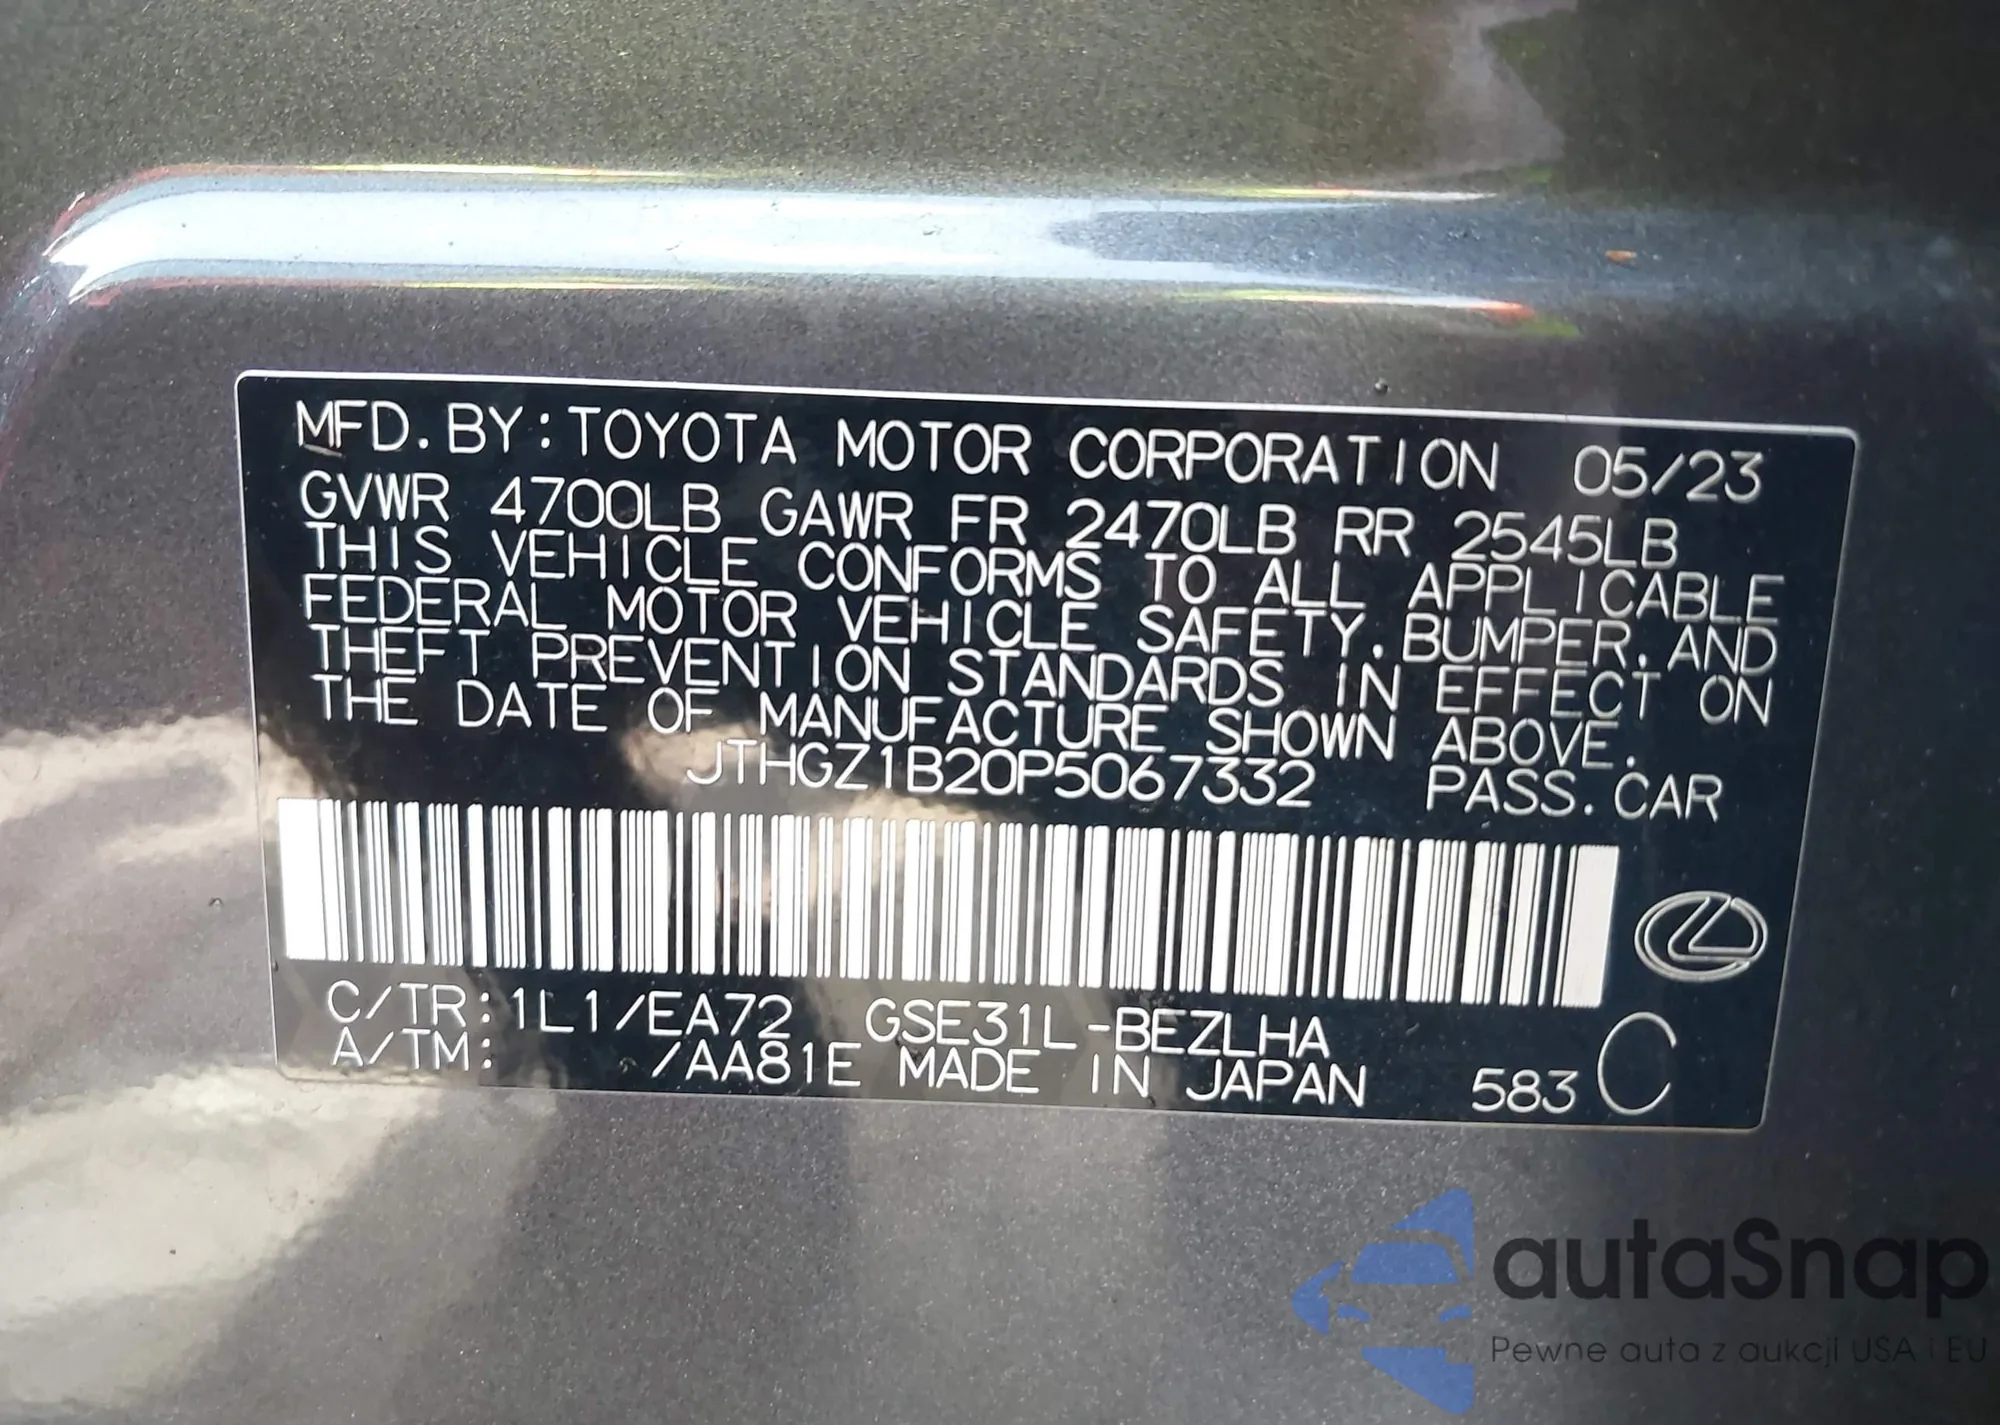 MFD. BY: TOYOTA MOTOR CORPORATION 05/23
GVWR 4700LB GAWR FR 2470LB RR 2545LB
THIS VEHICLE CONFORMS TO ALL APPLICABLE
FEDERAL MOTOR VEHICLE SAFETY, BUMPER, AND
THEFT PREVENTION STANDARDS IN EFFECT ON
THE DATE OF MANUFACTURE SHOWN ABOVE.
JTHGZ1B20P5067332 PASS. CAR
C/TR: 1L1/EA72 GSE31L-BEZLHA
A/TM: /AA81E MADE IN JAPAN 583 C
autaSnap
Pewne auta z aukcji USA i EU